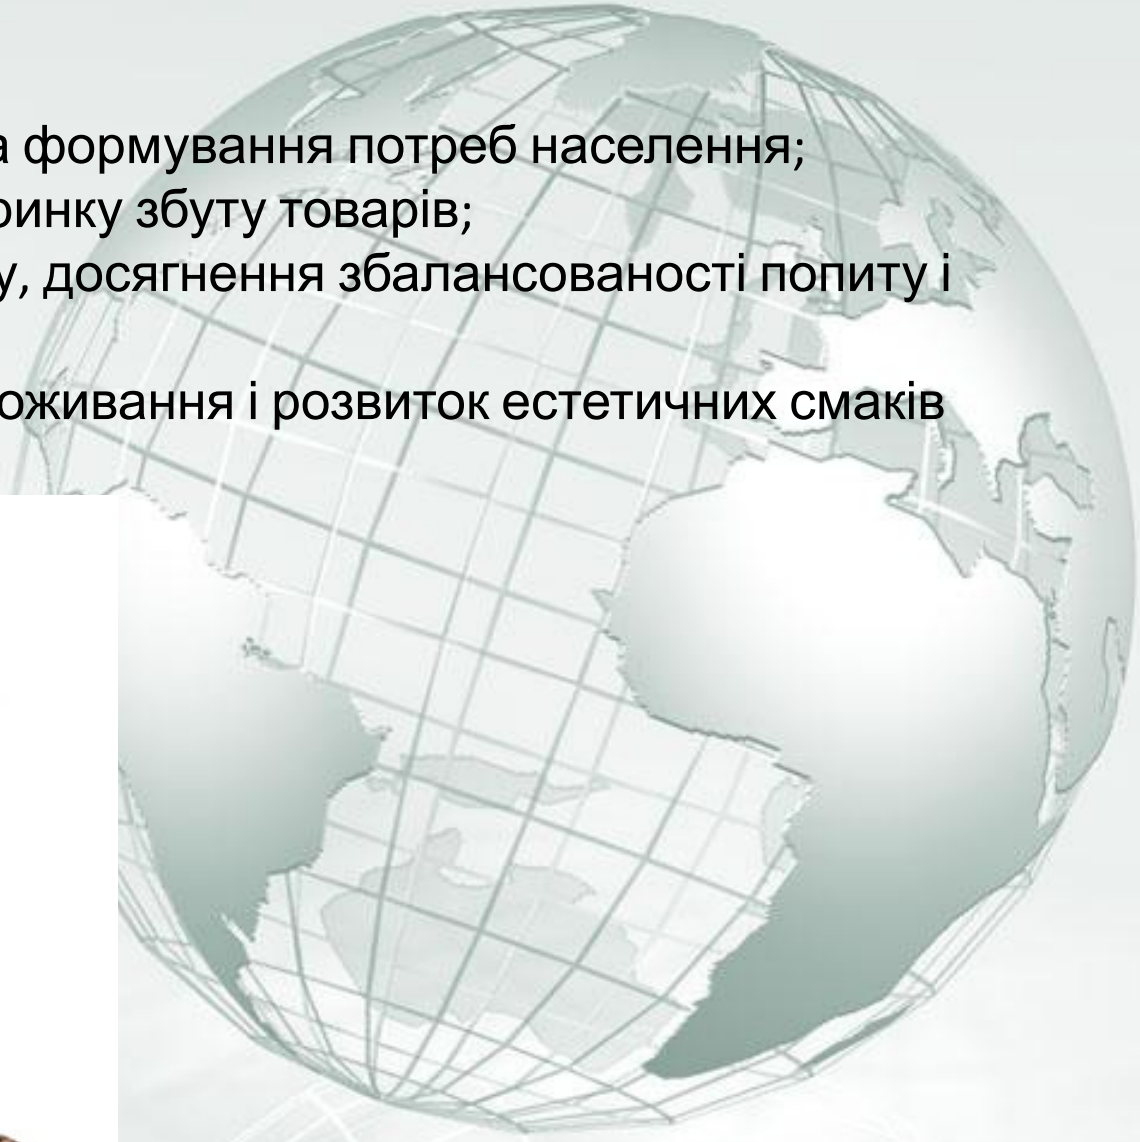 а формування потреб населення;
ринку збуту товарів;
у, досягнення збалансованості попиту і
оживання і розвиток естетичних смаків